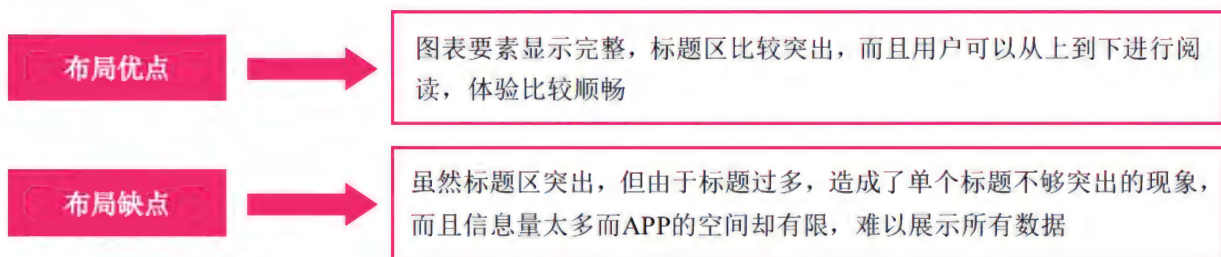 布局优点
图表要素显示完整，标题区比较突出，而且用户可以从上到下进行阅
读，体验比较顺畅
布局缺点
虽然标题区突出，但由于标题过多，造成了单个标题不够突出的现象，
而且信息量太多而APP的空间却有限，难以展示所有数据